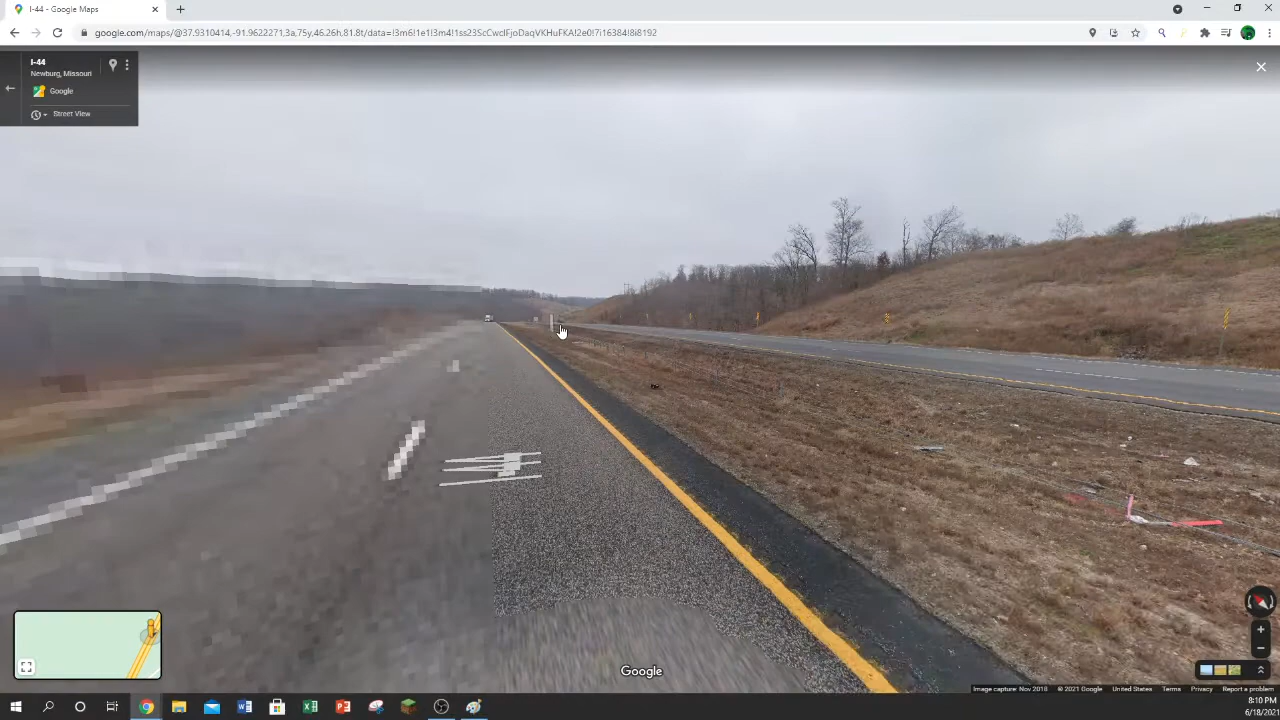 I-44 - Google Maps
google.com/maps/@37.9310414,-91.9622271,3a,75y,46.26h,81.8t/data=!3m6!1e1!3m4!1ss23ScCwcIFjoDaqVKHuFKA!2e0!7i16384!8i8192
I-44
Newburg, Missouri
Google
Street View
Google
Image capture: Nov 2018 © 2021 Google United States Terms Privacy Report a problem
8:10 PM
6/18/2021